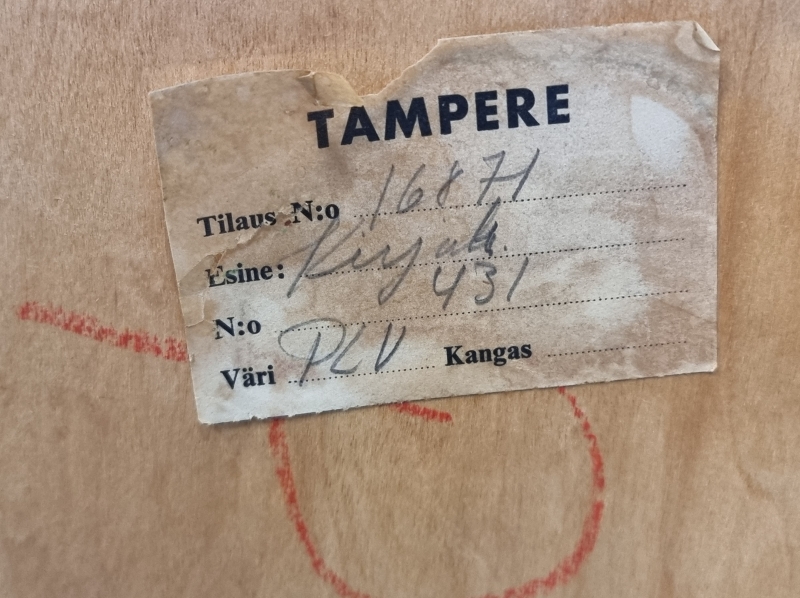 TAMPERE
Tilaus N:o 16871
Esine: Kirjak.
N:o 431
Väri PLV Kangas